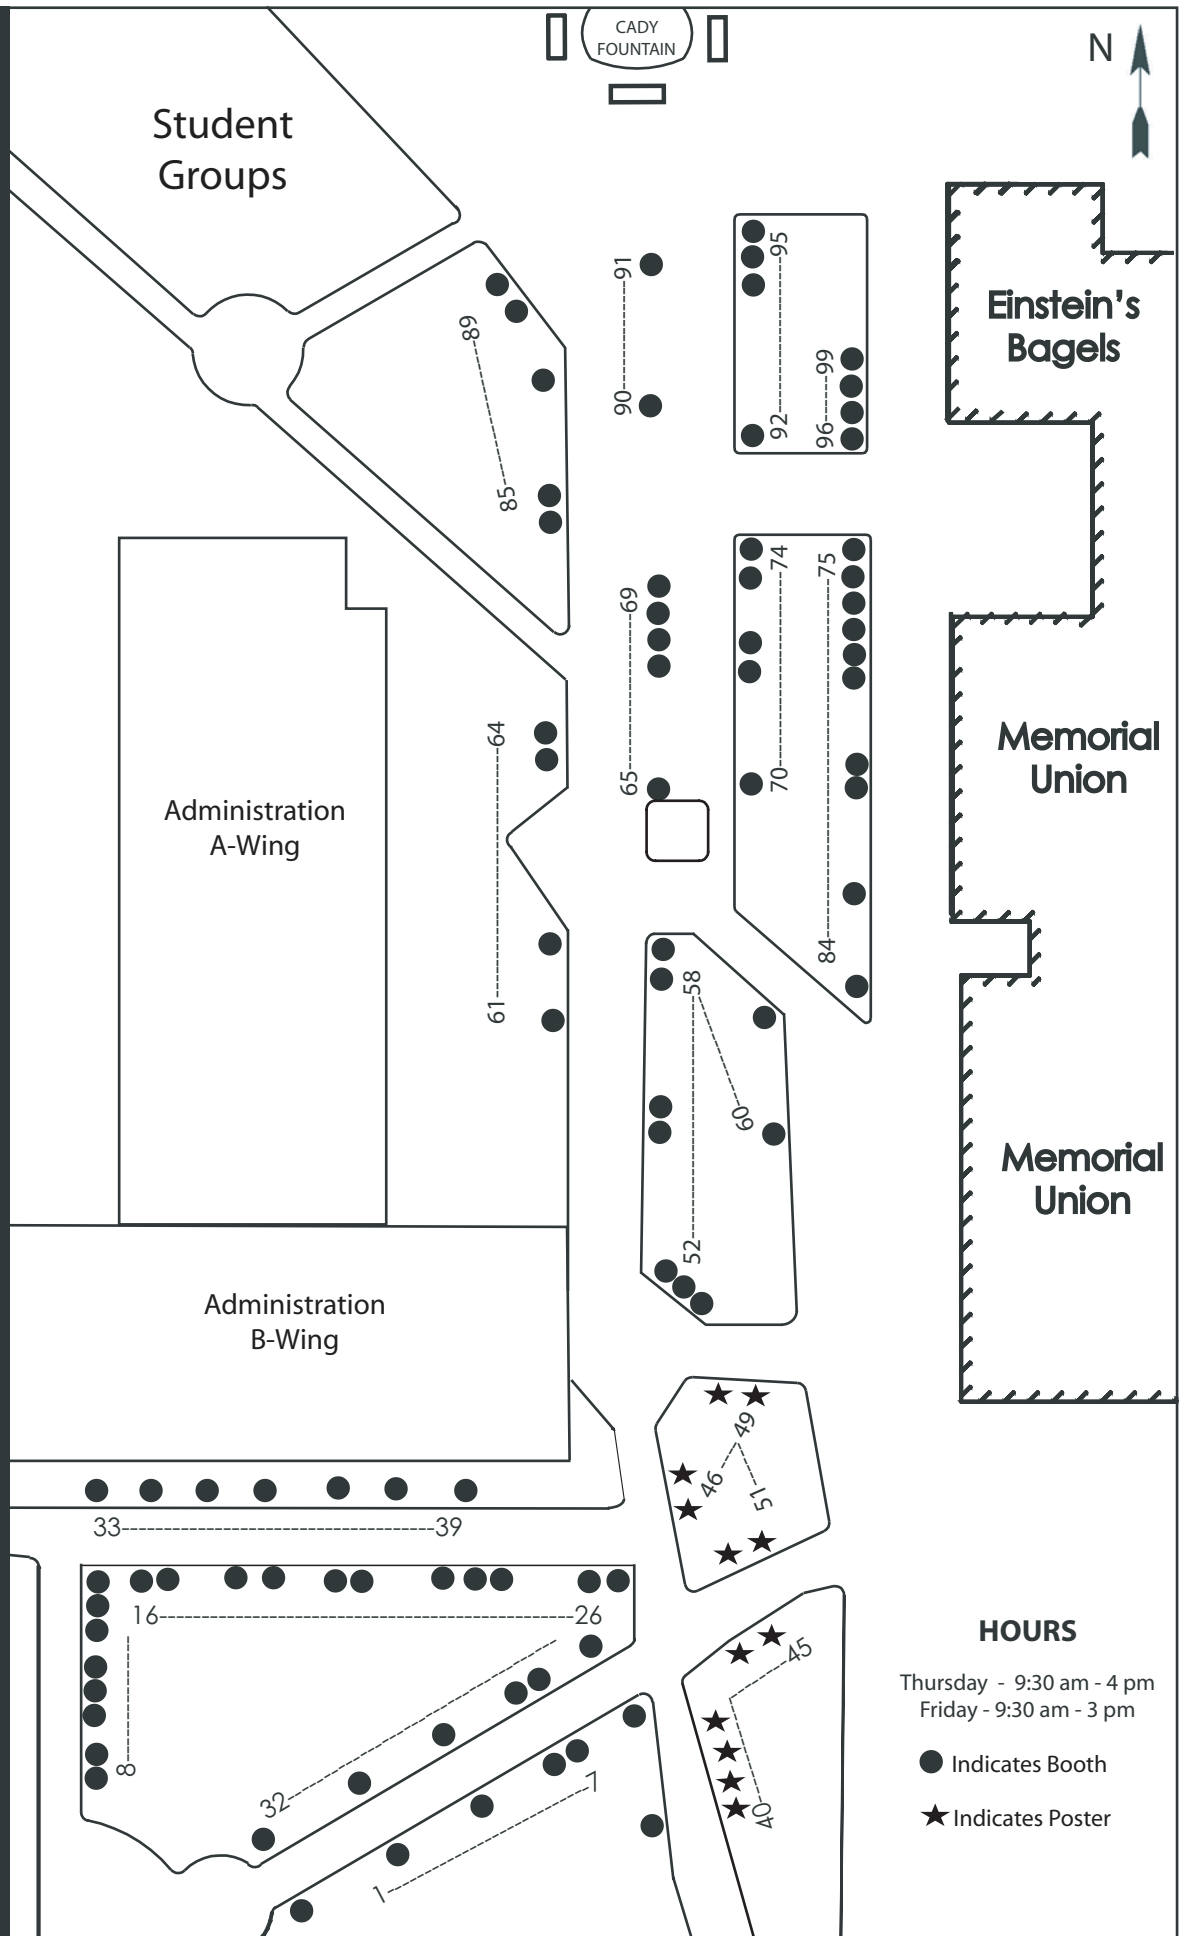 CADY
FOUNTAIN
N
Student
Groups
91
90
95
92
99
96
Einstein's
Bagels
89
85
69
65
74
70
75
84
64
61
Memorial
Union
Administration
A-Wing
58
60
52
Memorial
Union
Administration
B-Wing
49
46
51
33
39
16
26
8
32
1
7
45
40
HOURS
Thursday - 9:30 am - 4 pm
Friday - 9:30 am - 3 pm
Indicates Booth
Indicates Poster